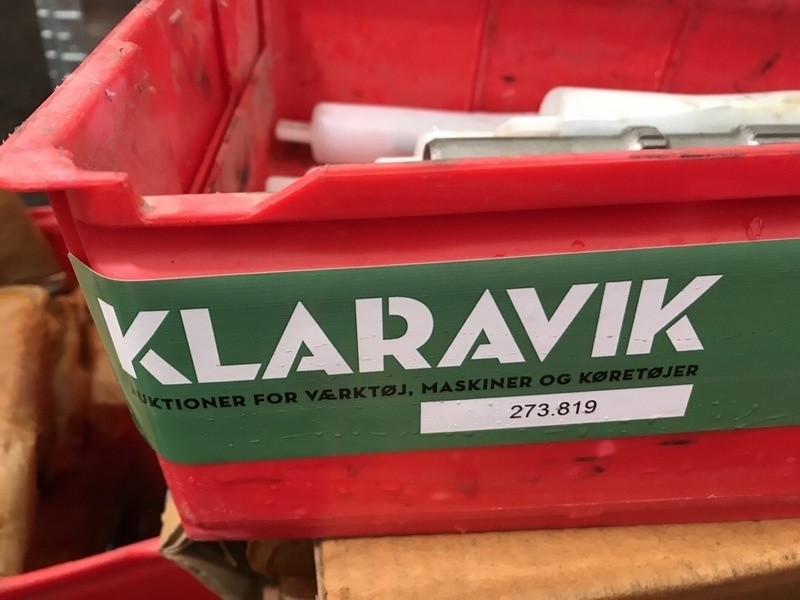 KLARAVIK
AUKTIONER FOR VÆRKTØJ, MASKINER OG KØRETØJER
273.819